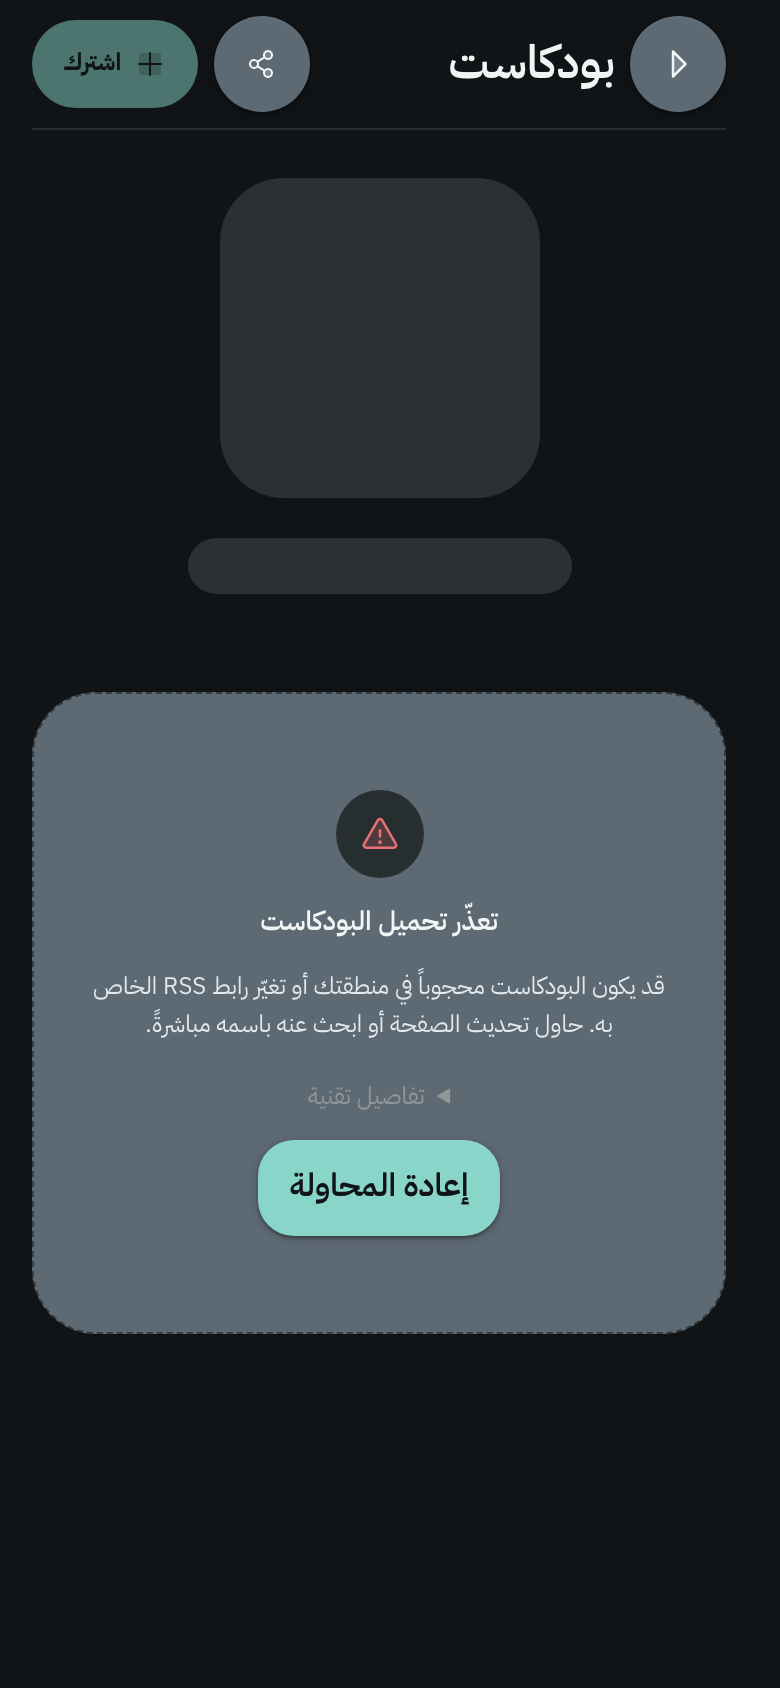 بودكاست
اشترك
تعذّر تحميل البودكاست
قد يكون البودكاست محجوباً في منطقتك أو تغيّر رابط RSS الخاص
به. حاول تحديث الصفحة أو ابحث عنه باسمه مباشرةً.
تفاصيل تقنية
إعادة المحاولة